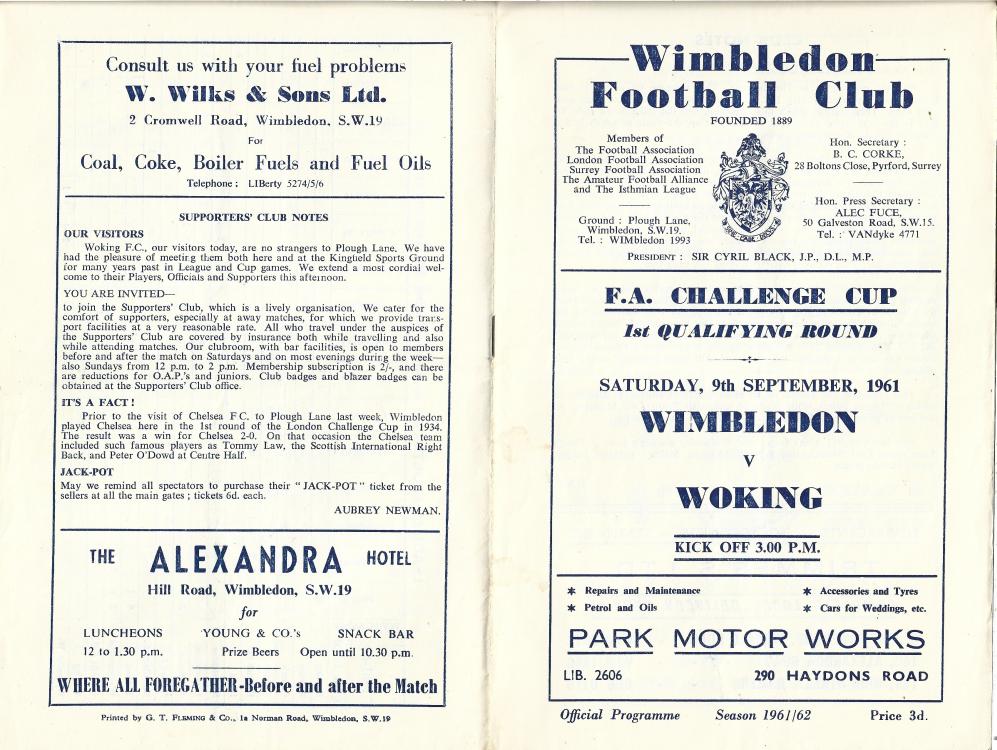 Consult us with your fuel problems
W. Wilks & Sons Ltd.
2 Cromwell Road, Wimbledon, S.W.19
For
Coal, Coke, Boiler Fuels and Fuel Oils
Telephone : LIBerty 5274/5/6
SUPPORTERS' CLUB NOTES
OUR VISITORS
Woking F.C., our visitors today, are no strangers to Plough Lane. We have
had the pleasure of meeting them both here and at the Kingfield Sports Ground
for many years past in League and Cup games. We extend a most cordial wel-
come to their Players, Officials and Supporters this afternoon.
YOU ARE INVITED—
to join the Supporters' Club, which is a lively organisation. We cater for the
comfort of supporters, especially at away matches, for which we provide trans-
port facilities at a very reasonable rate. All who travel under the auspices of
the Supporters' Club are covered by insurance both while travelling and also
while attending matches. Our clubroom, with bar facilities, is open to members
before and after the match on Saturdays and on most evenings during the week—
also Sundays from 12 p.m. to 2 p.m. Membership subscription is 2/-, and there
are reductions for O.A.P.'s and juniors. Club badges and blazer badges can be
obtained at the Supporters' Club office.
IT'S A FACT !
Prior to the visit of Chelsea F C. to Plough Lane last week, Wimbledon
played Chelsea here in the 1st round of the London Challenge Cup in 1934.
The result was a win for Chelsea 2-0. On that occasion the Chelsea team
included such famous players as Tommy Law, the Scottish International Right
Back, and Peter O'Dowd at Centre Half.
JACK-POT
May we remind all spectators to purchase their "JACK-POT" ticket from the
sellers at all the main gates ; tickets 6d. each.
AUBREY NEWMAN.
THE ALEXANDRA HOTEL
Hill Road, Wimbledon, S.W.19
for
LUNCHEONS YOUNG & CO.'s SNACK BAR
12 to 1.30 p.m. Prize Beers Open until 10.30 p.m.
WHERE ALL FOREGATHER-Before and after the Match
Printed by G. T. FLEMING & Co., 1a Norman Road, Wimbledon, S.W.19
Wimbledon
Football Club
FOUNDED 1889
Members of
The Football Association
London Football Association
Surrey Football Association
The Amateur Football Alliance
and The Isthmian League
Ground : Plough Lane,
Wimbledon, S.W.19.
Tel. : WIMbledon 1993
Hon. Secretary :
B. C. CORKE,
28 Boltons Close, Pyrford, Surrey
Hon. Press Secretary :
ALEC FUCE,
50 Galveston Road, S.W.15.
Tel. : VANdyke 4771
PRESIDENT : SIR CYRIL BLACK, J.P., D.L., M.P.
F.A. CHALLENGE CUP
1st QUALIFYING ROUND
SATURDAY, 9th SEPTEMBER, 1961
WIMBLEDON
V
WOKING
KICK OFF 3.00 P.M.
* Repairs and Maintenance * Accessories and Tyres
* Petrol and Oils * Cars for Weddings, etc.
PARK MOTOR WORKS
LIB. 2606 290 HAYDONS ROAD
Official Programme Season 1961/62 Price 3d.